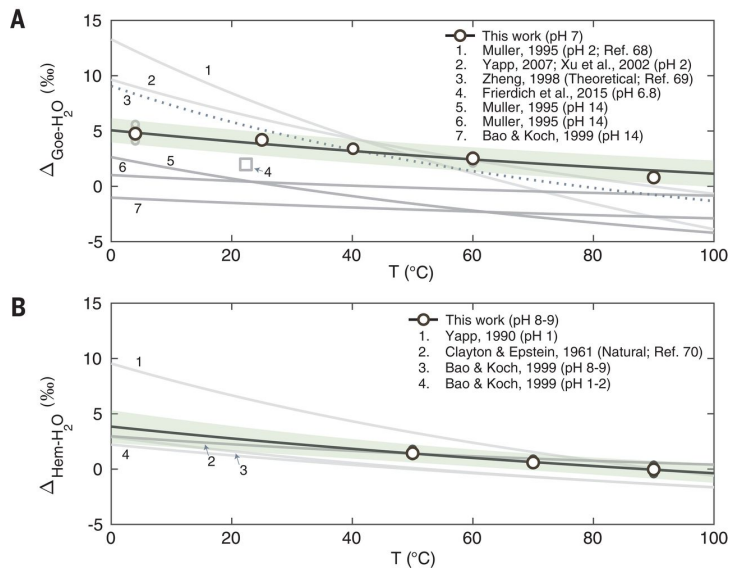 A
This work (pH 7)
1. Muller, 1995 (pH 2; Ref. 68)
2. Yapp, 2007; Xu et al., 2002 (pH 2)
3. Zheng, 1998 (Theoretical; Ref. 69)
4. Frierdich et al., 2015 (pH 6.8)
5. Muller, 1995 (pH 14)
6. Muller, 1995 (pH 14)
7. Bao & Koch, 1999 (pH 14)
15
10
5
0
-5
Δ Goe-H₂O (‰)
1
2
3
4
5
6
7
0 20 40 60 80 100
T (°C)
B
This work (pH 8-9)
1. Yapp, 1990 (pH 1)
2. Clayton & Epstein, 1961 (Natural; Ref. 70)
3. Bao & Koch, 1999 (pH 8-9)
4. Bao & Koch, 1999 (pH 1-2)
15
10
5
0
-5
Δ Hem-H₂O (‰)
1
2
3
4
0 20 40 60 80 100
T (°C)